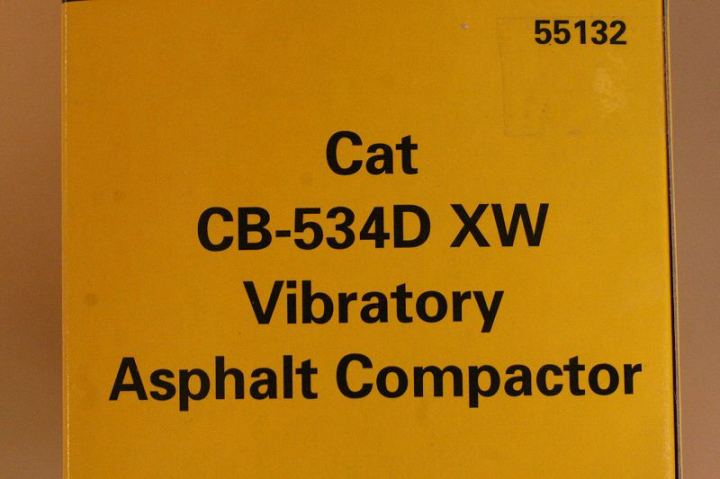 55132
Cat
CB-534D XW
Vibratory
Asphalt Compactor